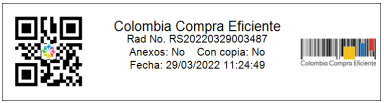 Colombia Compra Eficiente
Rad No. RS20220329003487
Anexos: No Con copia: No
Fecha: 29/03/2022 11:24:49
Colombia Compra Eficiente